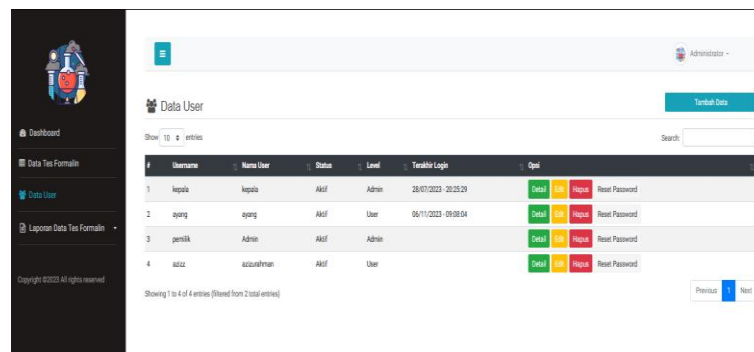 Administrator
Data User
Tambah Data
Dashboard
Show 10 entries
Search:
Data Tes Formalin
# Username Nama User Status Level Terakhir Login Opsi
1 kepala kepala Aktif Admin 28/07/2023 - 20:25:29 Detail Edit Hapus Reset Password
Data User
2 ayang ayang Aktif User 06/11/2023 - 09:08:04 Detail Edit Hapus Reset Password
Laporan Data Tes Formalin
3 pemilik Admin Aktif Admin Detail Edit Hapus Reset Password
4 azizz azizurahman Aktif User Detail Edit Hapus Reset Password
Copyright ©2023 All rights reserved
Showing 1 to 4 of 4 entries (filtered from 2 total entries)
Previous 1 Next